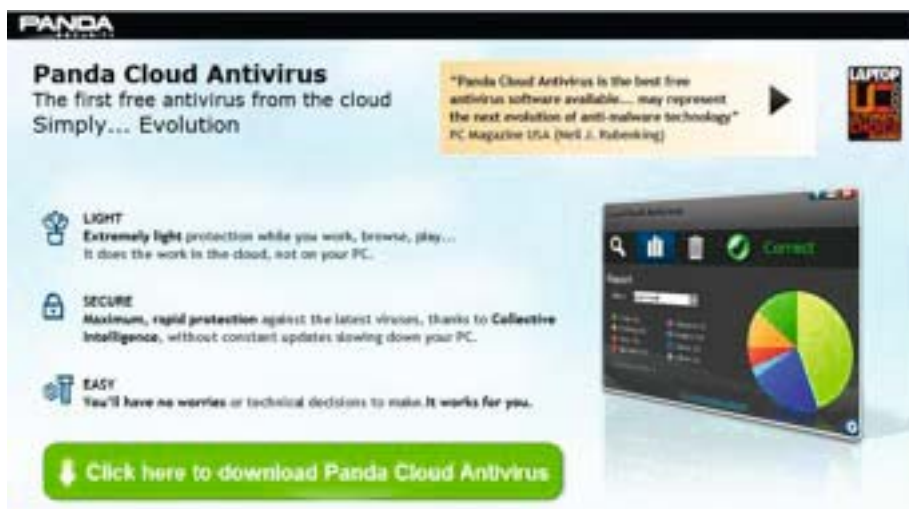 PANDA
SECURITY
Panda Cloud Antivirus
The first free antivirus from the cloud
Simply... Evolution
"Panda Cloud Antivirus is the best free
antivirus software available... may represent
the next evolution of anti-malware technology"
PC Magazine USA (Neil J. Rubenking)
LAPTOP
LIGHT
Extremely light protection while you work, browse, play...
It does the work in the cloud, not on your PC.
SECURE
Maximum, rapid protection against the latest viruses, thanks to Collective
Intelligence, without constant updates slowing down your PC.
EASY
You'll have no worries or technical decisions to make. It works for you.
Correct
Report
Click here to download Panda Cloud Antivirus